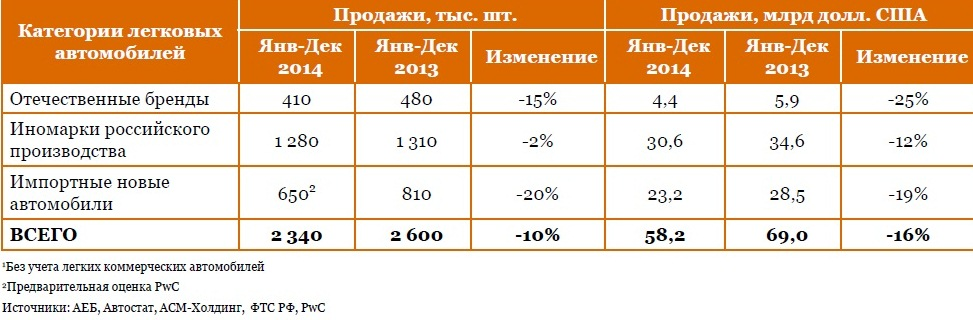 Категории легковых автомобилей Продажи, тыс. шт. Продажи, млрд долл. США
Янв-Дек 2014 Янв-Дек 2013 Изменение Янв-Дек 2014 Янв-Дек 2013 Изменение
Отечественные бренды 410 480 -15% 4,4 5,9 -25%
Иномарки российского производства 1 280 1 310 -2% 30,6 34,6 -12%
Импортные новые автомобили 650² 810 -20% 23,2 28,5 -19%
ВСЕГО 2 340 2 600 -10% 58,2 69,0 -16%
¹Без учета легких коммерческих автомобилей
²Предварительная оценка PwC
Источники: АЕБ, Автостат, АСМ-Холдинг, ФТС РФ, PwC